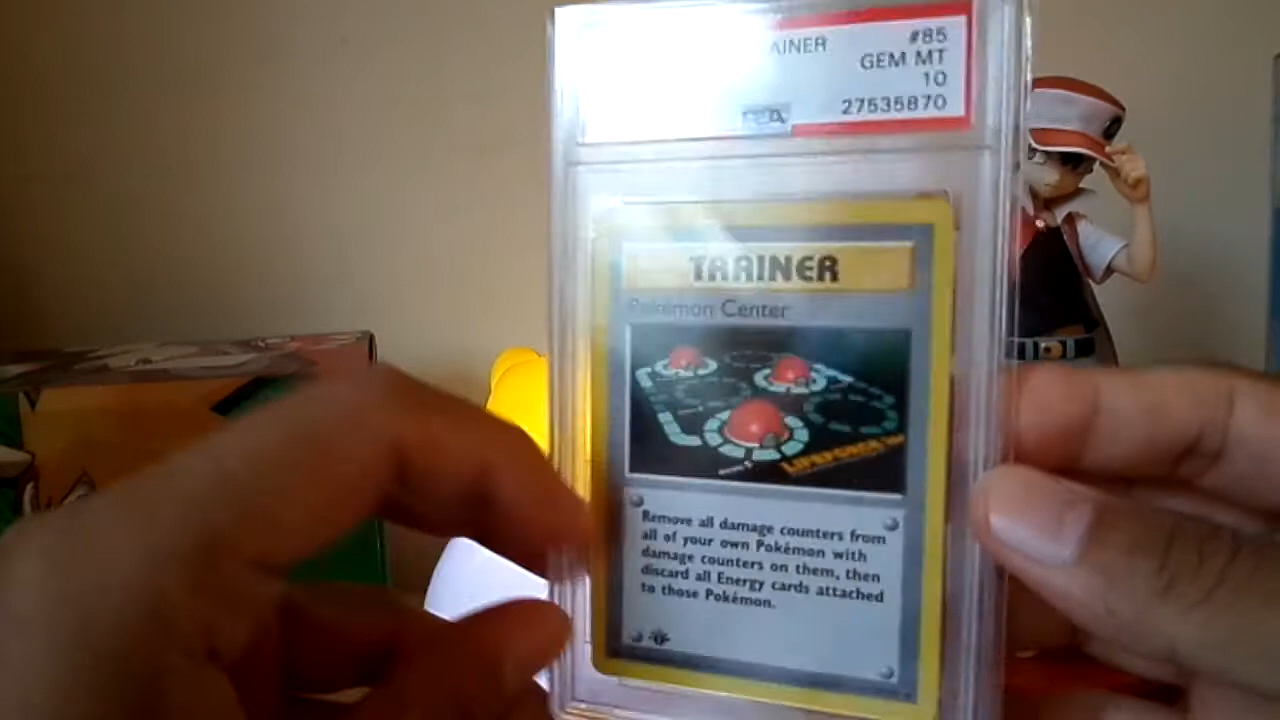 AINER #85
GEM MT
10
27535870
TRAINER
Pokémon Center
LIFEFORCE
Remove all damage counters from
all of your own Pokémon with
damage counters on them, then
discard all Energy cards attached
to those Pokémon.